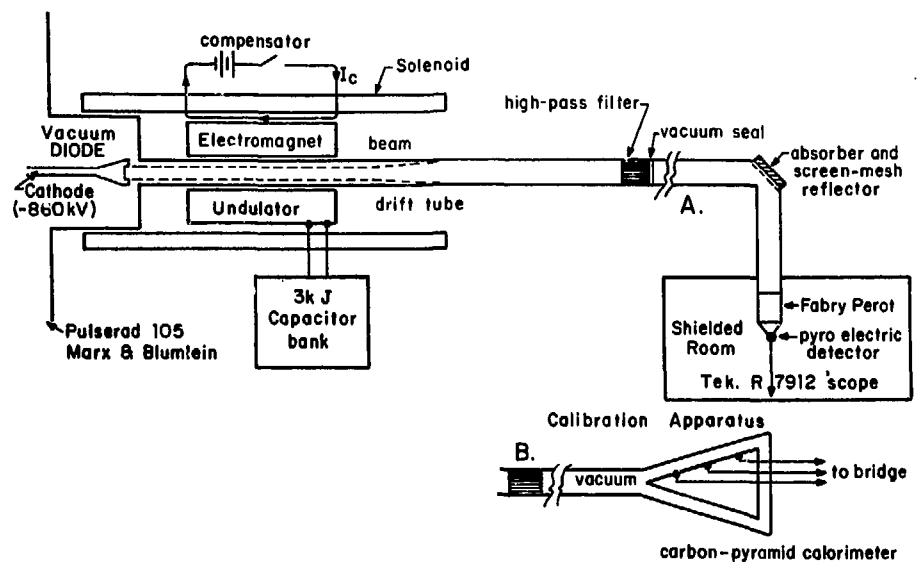 compensator
Ic
Solenoid
high-pass filter
vacuum seal
absorber and
screen-mesh
reflector
Vacuum
DIODE
Electromagnet
beam
Cathode
(-860kV)
Undulator
drift tube
A.
3k J
Capacitor
bank
Pulserad 105
Marx & Blumlein
Shielded
Room
Fabry Perot
pyro electric
detector
Tek. R 7912 'scope
Calibration Apparatus
B.
vacuum
to bridge
carbon-pyramid calorimeter